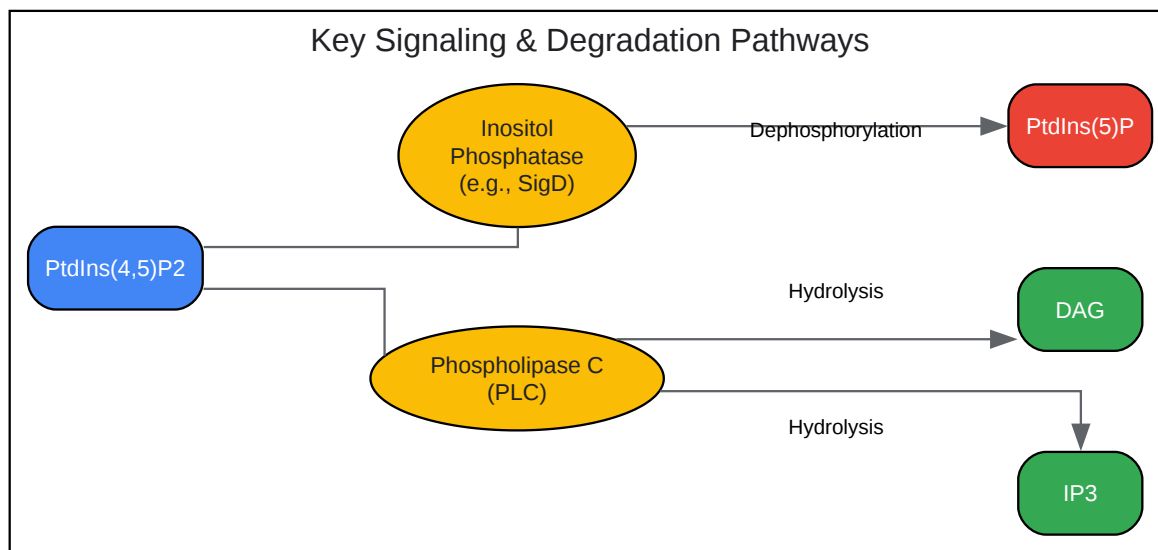 Key Signaling & Degradation Pathways
Inositol
Phosphatase
(e.g., SigD)
Dephosphorylation
PtdIns(5)P
PtdIns(4,5)P2
Hydrolysis
DAG
Phospholipase C
(PLC)
Hydrolysis
IP3